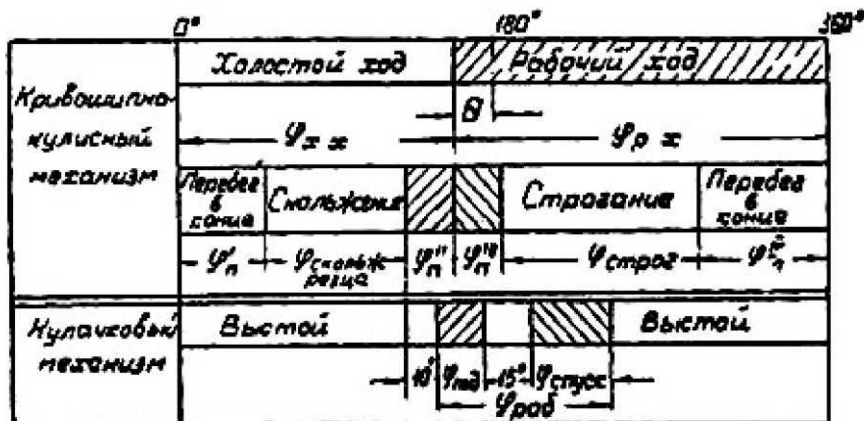 0° 180° 360°
Холостой ход Рабочий ход
Кривошипно-
кулисный
механизм
θ
φх х φр х
Перебег
в
конце
Скольжение
Строгание
Перебег
в
конце
φ'п φскольж
резца
φ"п φ'''п φстрог
Кулачковый
механизм
Выстой Выстой
10° φпод 15° φспуск
φраб